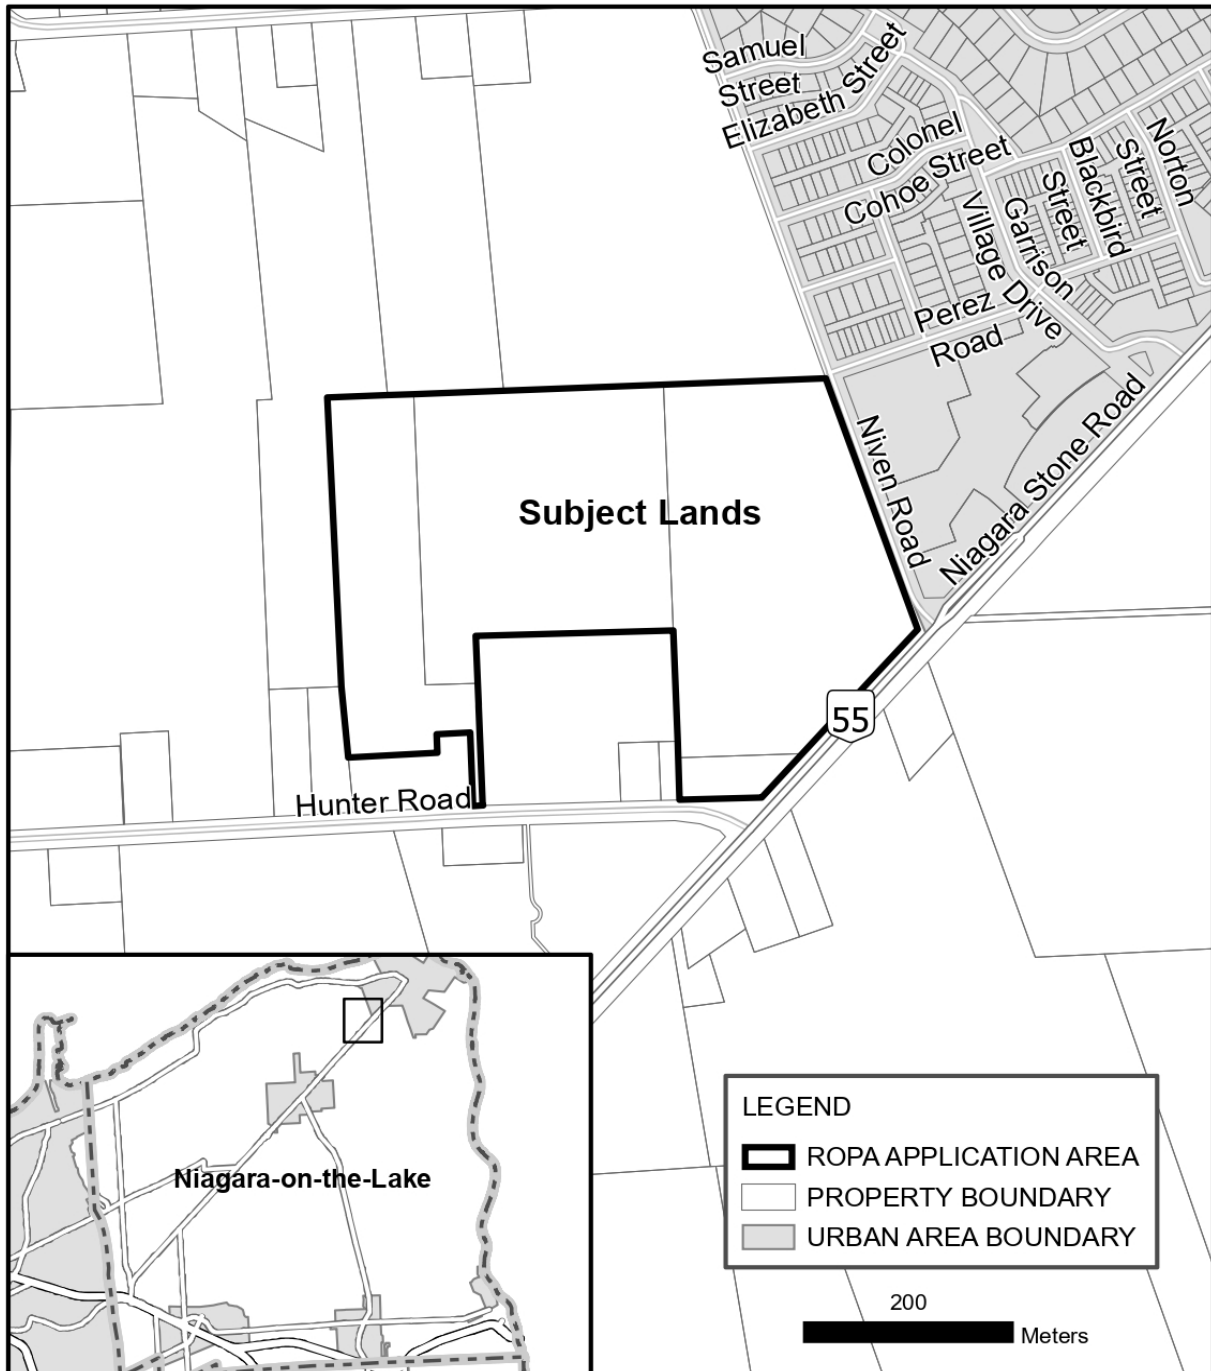 Samuel
Street
Elizabeth
Street
Colonel
Cohoe Street
Norton
Street
Blackbird
Street
Garrison
Village Drive
Perez
Road
Niven Road
Niagara Stone Road
Subject Lands
55
Hunter Road
Niagara-on-the-Lake
LEGEND
ROPA APPLICATION AREA
PROPERTY BOUNDARY
URBAN AREA BOUNDARY
200
Meters